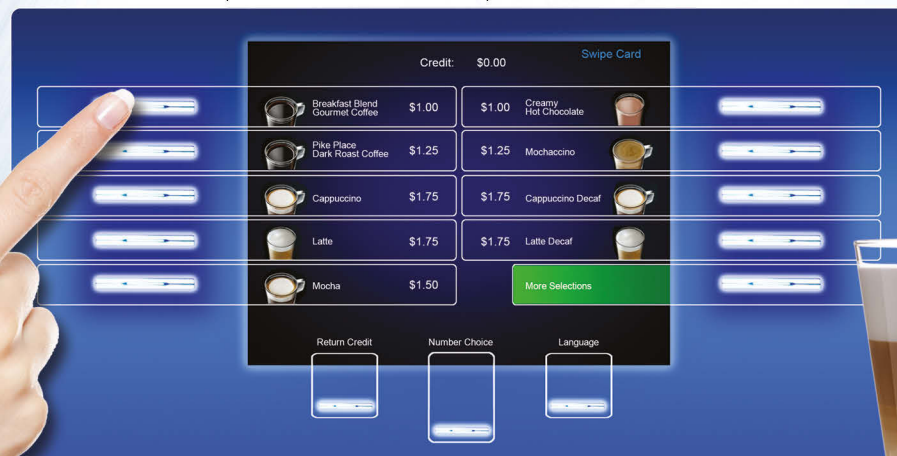 Credit: $0.00
Swipe Card
Breakfast Blend
Gourmet Coffee
$1.00
$1.00
Creamy
Hot Chocolate
Pike Place
Dark Roast Coffee
$1.25
$1.25
Mochaccino
Cappuccino
$1.75
$1.75
Cappuccino Decaf
Latte
$1.75
$1.75
Latte Decaf
Mocha
$1.50
More Selections
Return Credit
Number Choice
Language